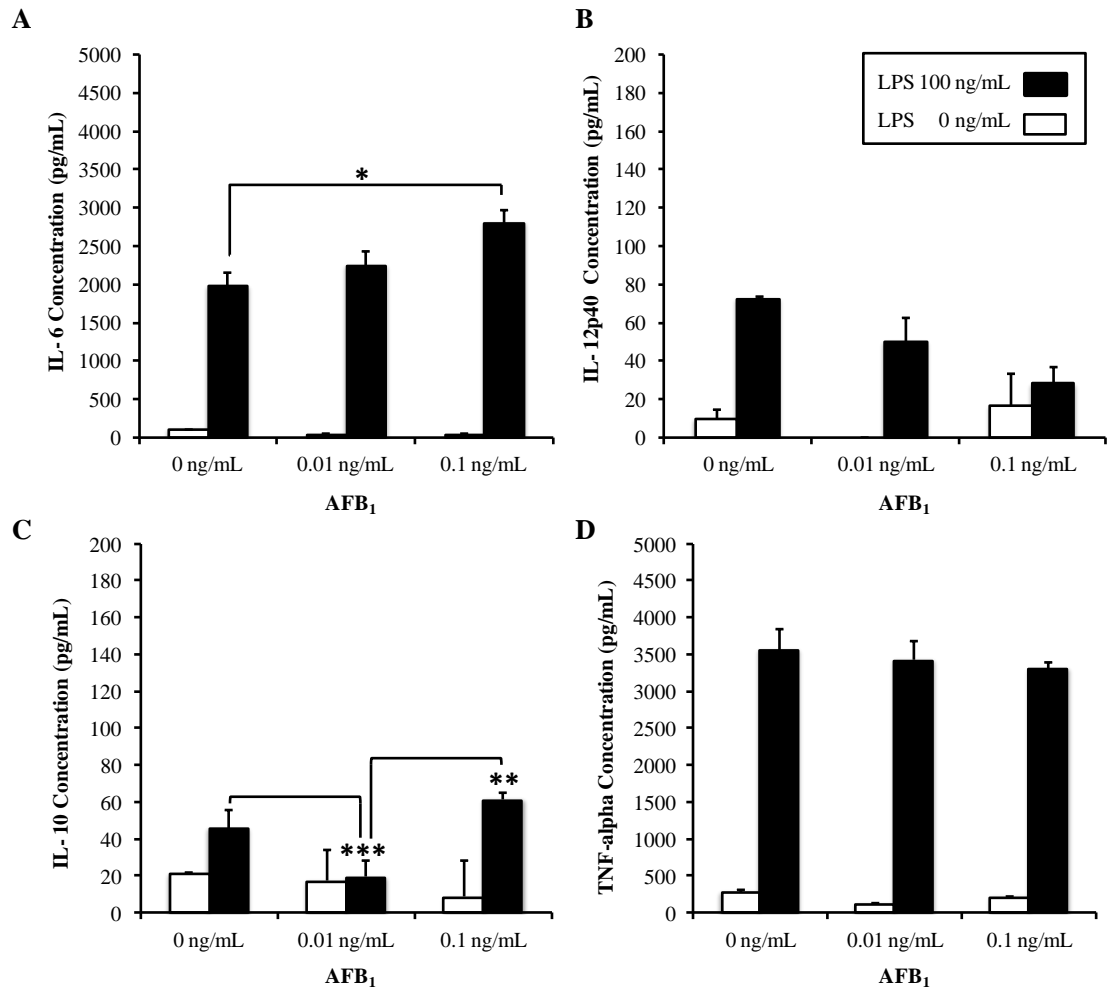 A
5000
4500
4000
3500
3000
2500
2000
1500
1000
500
0
IL- 6 Concentration (pg/mL)
*
0 ng/mL 0.01 ng/mL 0.1 ng/mL
AFB1
B
200
180
160
140
120
100
80
60
40
20
0
IL- 12p40 Concentration (pg/mL)
LPS 100 ng/mL
LPS 0 ng/mL
0 ng/mL 0.01 ng/mL 0.1 ng/mL
AFB1
C
200
180
160
140
120
100
80
60
40
20
0
IL- 10 Concentration (pg/mL)
***
**
0 ng/mL 0.01 ng/mL 0.1 ng/mL
AFB1
D
5000
4500
4000
3500
3000
2500
2000
1500
1000
500
0
TNF-alpha Concentration (pg/mL)
0 ng/mL 0.01 ng/mL 0.1 ng/mL
AFB1